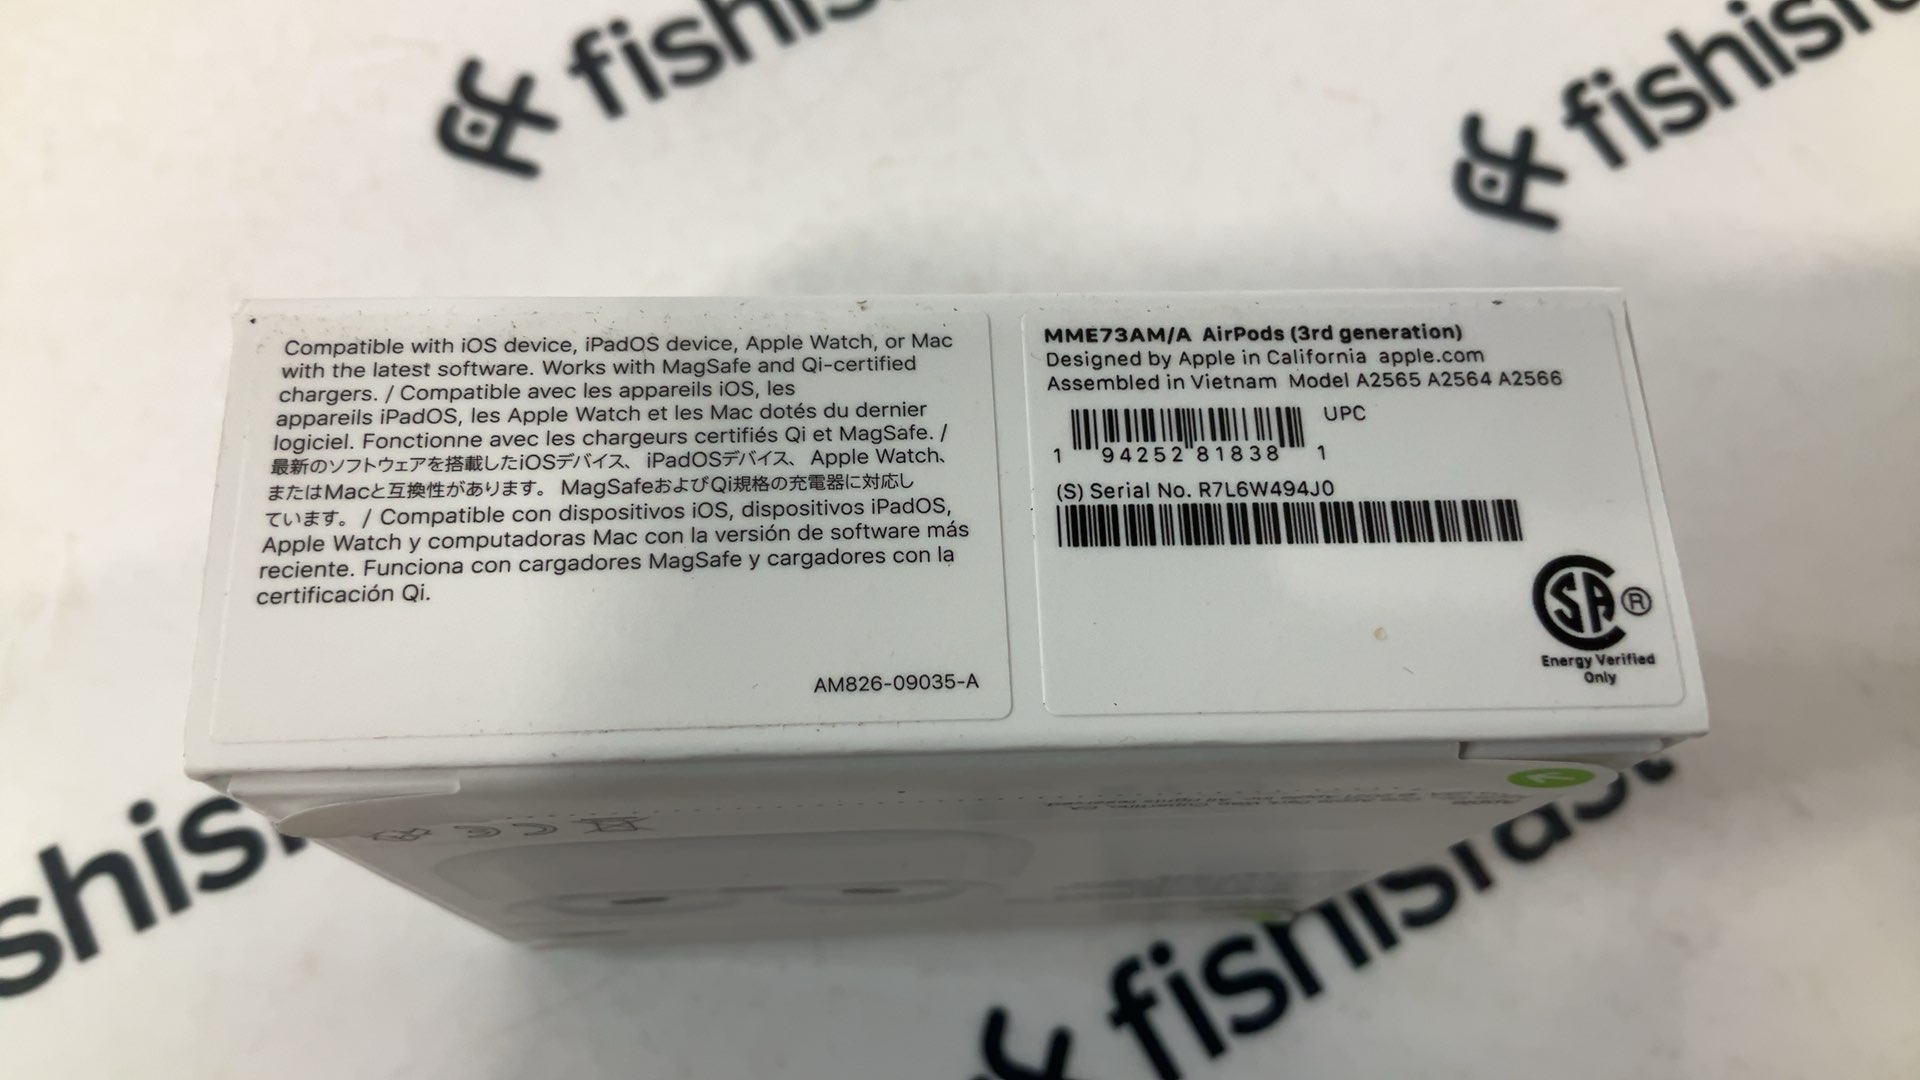 fishisfast
fishisfast
Compatible with iOS device, iPadOS device, Apple Watch, or Mac
with the latest software. Works with MagSafe and Qi-certified
chargers. / Compatible avec les appareils iOS, les
appareils iPadOS, les Apple Watch et les Mac dotés du dernier
logiciel. Fonctionne avec les chargeurs certifiés Qi et MagSafe. /
最新のソフトウェアを搭載したiOSデバイス、iPadOSデバイス、Apple Watch、
またはMacと互換性があります。MagSafeおよびQi規格の充電器に対応し
ています。 / Compatible con dispositivos iOS, dispositivos iPadOS,
Apple Watch y computadoras Mac con la versión de software más
reciente. Funciona con cargadores MagSafe y cargadores con la
certificación Qi.
AM826-09035-A
MME73AM/A AirPods (3rd generation)
Designed by Apple in California apple.com
Assembled in Vietnam Model A2565 A2564 A2566
UPC
1 94252 81838 1
(S) Serial No. R7L6W494J0
SA ®
Energy Verified
Only